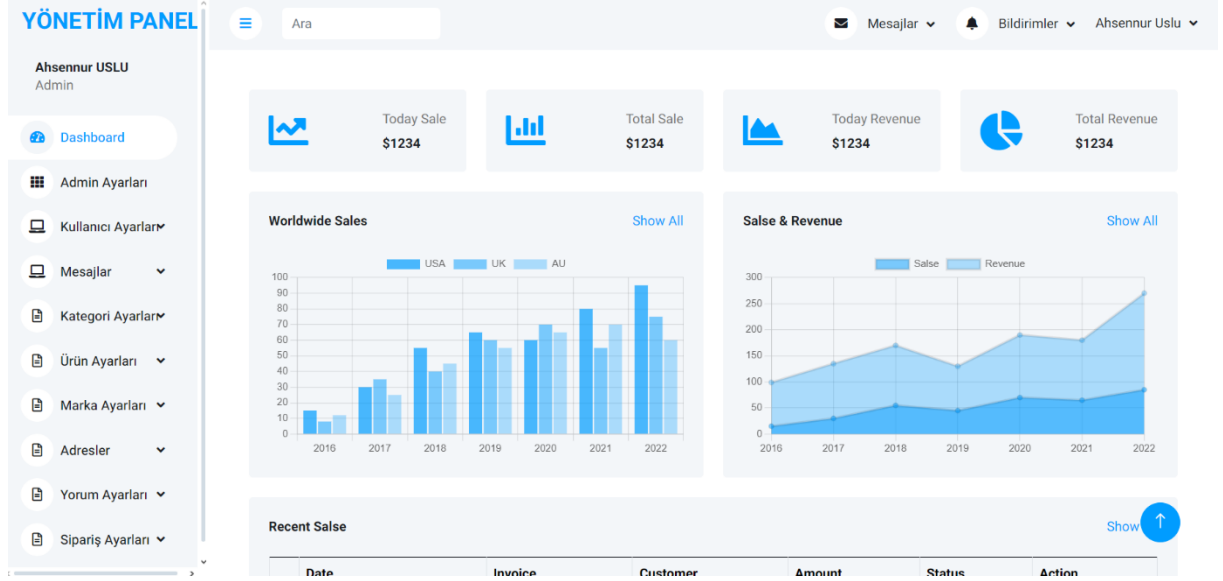 YÖNETİM PANEL
Ara
Mesajlar
Bildirimler
Ahsennur Uslu
Ahsennur USLU
Admin
Dashboard
Admin Ayarları
Kullanıcı Ayarları
Mesajlar
Kategori Ayarları
Ürün Ayarları
Marka Ayarları
Adresler
Yorum Ayarları
Sipariş Ayarları
Today Sale
$1234
Total Sale
$1234
Today Revenue
$1234
Total Revenue
$1234
Worldwide Sales
Show All
USA UK AU
100
90
80
70
60
50
40
30
20
10
0
2016 2017 2018 2019 2020 2021 2022
Salse & Revenue
Show All
Salse Revenue
300
250
200
150
100
50
0
2016 2017 2018 2019 2020 2021 2022
Recent Salse
Show
Date Invoice Customer Amount Status Action